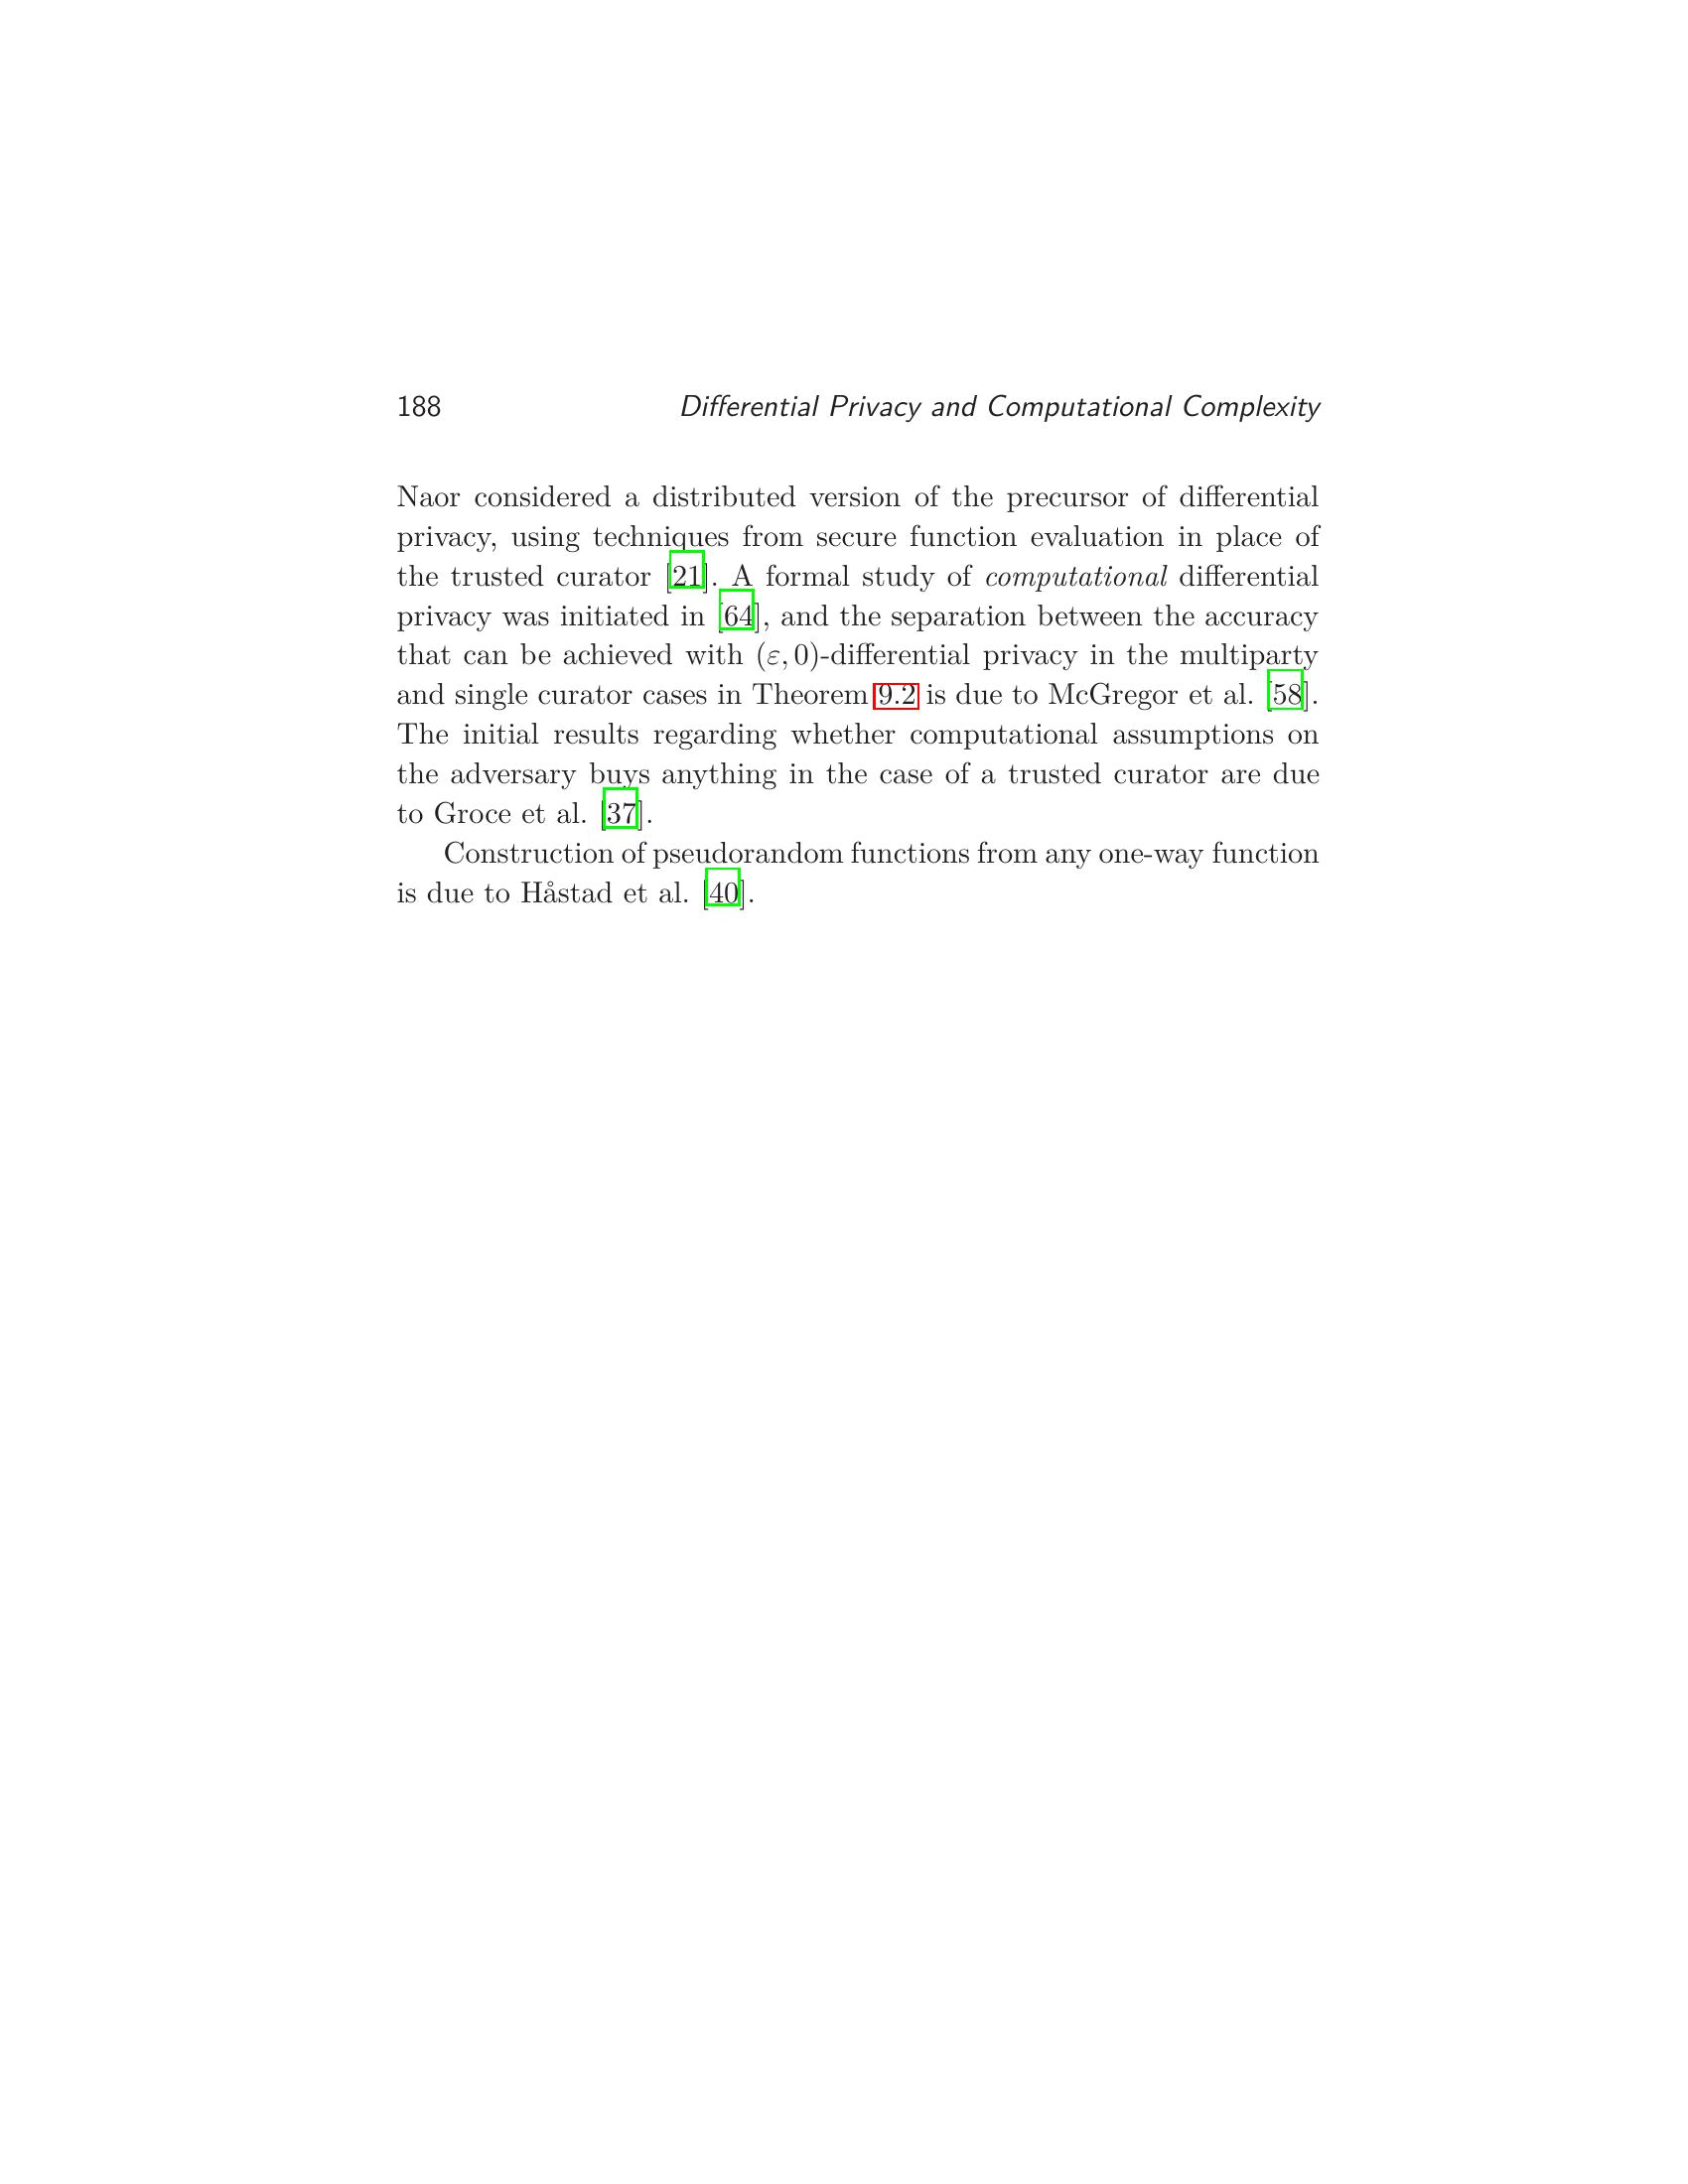 188 Differential Privacy and Computational Complexity
Naor considered a distributed version of the precursor of differential
privacy, using techniques from secure function evaluation in place of
the trusted curator [21]. A formal study of computational differential
privacy was initiated in [64], and the separation between the accuracy
that can be achieved with (ε, 0)-differential privacy in the multiparty
and single curator cases in Theorem 9.2 is due to McGregor et al. [58].
The initial results regarding whether computational assumptions on
the adversary buys anything in the case of a trusted curator are due
to Groce et al. [37].
Construction of pseudorandom functions from any one-way function
is due to Håstad et al. [40].